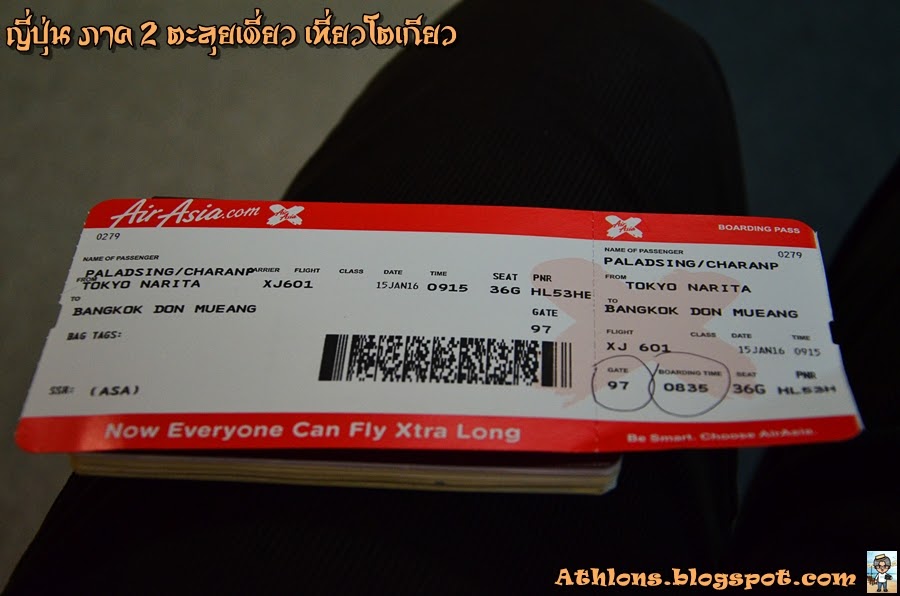 ญี่ปุ่น ภาค 2 ตะลุยเดี่ยว เที่ยวโตเกียว
AirAsia.com Air Asia X
0279
NAME OF PASSENGER
PALADSING/CHARANP
CARRIER FLIGHT CLASS DATE TIME SEAT PNR
FROM
TOKYO NARITA XJ601 15JAN16 0915 36G HL53HE
TO
BANGKOK DON MUEANG
GATE
97
BAG TAGS:
SSR: (ASA)
Now Everyone Can Fly Xtra Long
Air Asia X BOARDING PASS
NAME OF PASSENGER 0279
PALADSING/CHARANP
FROM
TOKYO NARITA
TO
BANGKOK DON MUEANG
FLIGHT CLASS DATE TIME
XJ 601 15JAN16 0915
GATE BOARDING TIME SEAT PNR
97 0835 36G HL53H
Be Smart. Choose AirAsia.
Athlons.blogspot.com